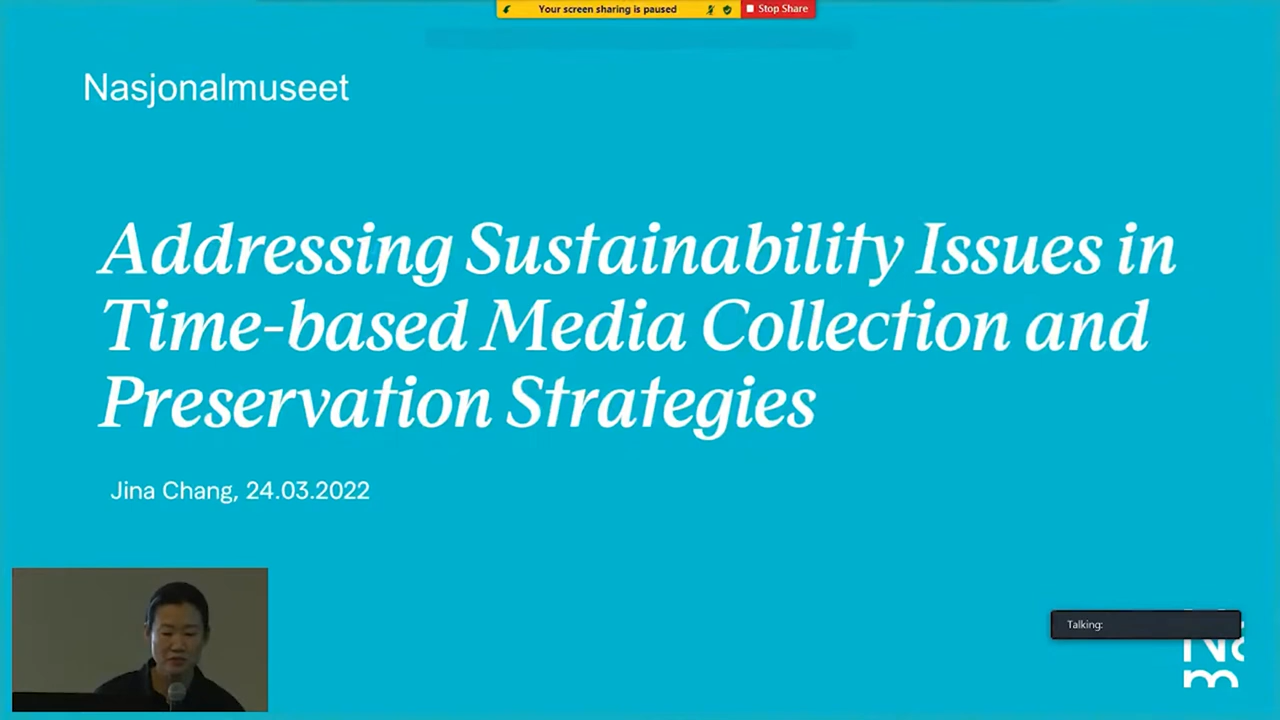 Your screen sharing is paused
Stop Share
Nasjonalmuseet
Addressing Sustainability Issues in
Time-based Media Collection and
Preservation Strategies
Jina Chang, 24.03.2022
Talking: